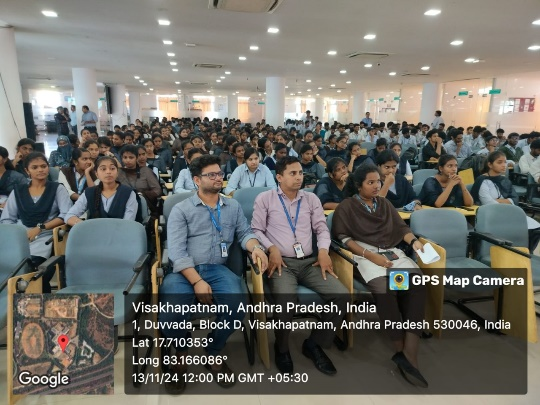 GPS Map Camera
Visakhapatnam, Andhra Pradesh, India
1, Duvvada, Block D, Visakhapatnam, Andhra Pradesh 530046, India
Lat 17.710353°
Long 83.166086°
13/11/24 12:00 PM GMT +05:30
Google